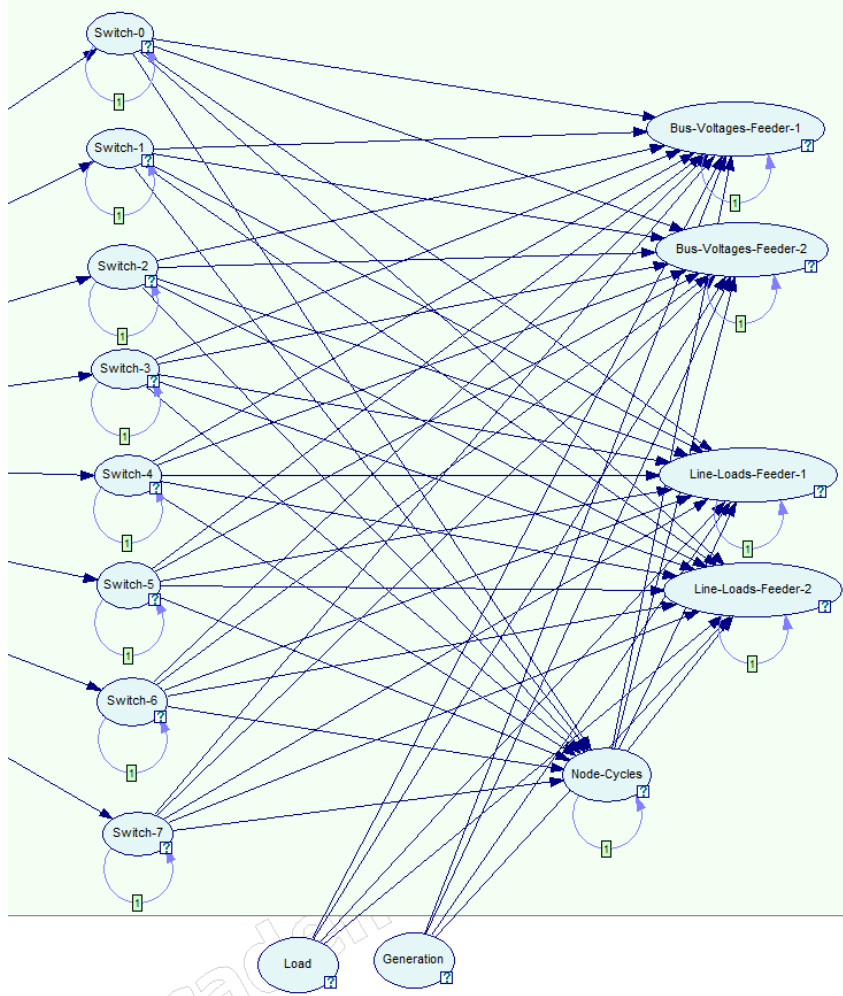 Switch-0
?
1
Switch-1
?
1
Switch-2
?
1
Switch-3
?
1
Switch-4
?
1
Switch-5
?
1
Switch-6
?
1
Switch-7
?
1
Bus-Voltages-Feeder-1
?
1
Bus-Voltages-Feeder-2
?
1
Line-Loads-Feeder-1
?
1
Line-Loads-Feeder-2
?
1
Node-Cycles
?
1
Load
?
Generation
?